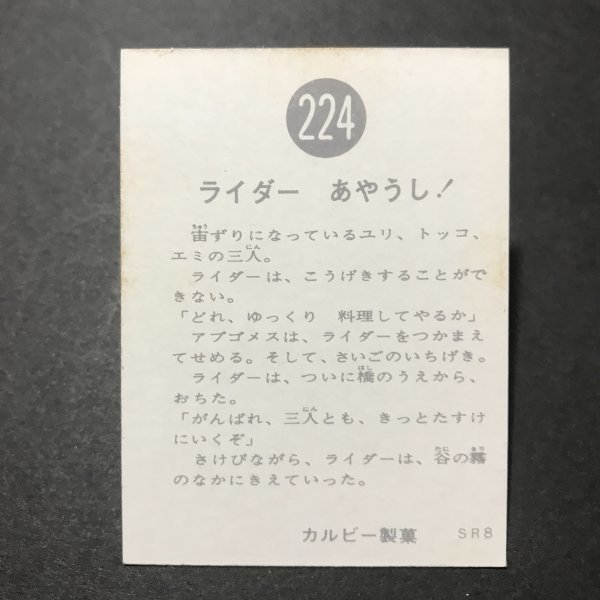 224
ライダー あやうし!
宙ずりになっているユリ、トッコ、
エミの三人。
ライダーは、こうげきすることがで
きない。
「どれ、ゆっくり 料理してやるか」
アブゴメスは、ライダーをつかまえ
てせめる。そして、さいごのいちげき。
ライダーは、ついに橋のうえから、
おちた。
「がんばれ、三人とも、きっとたすけ
にいくぞ」
さけびながら、ライダーは、谷の霧
のなかにきえていった。
カルビー製菓 SR8